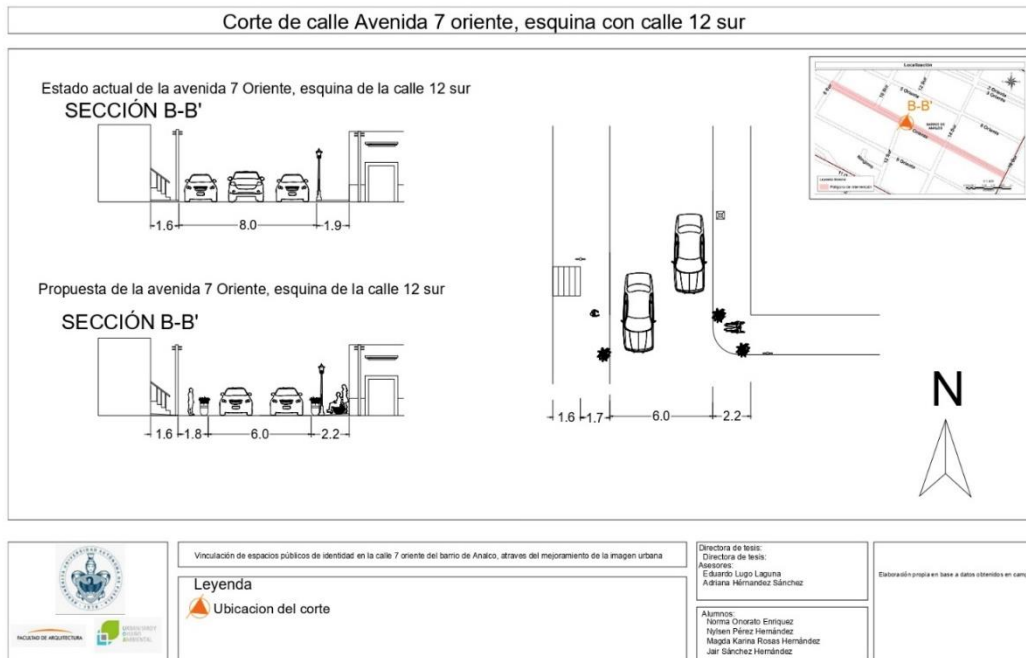 Corte de calle Avenida 7 oriente, esquina con calle 12 sur
Estado actual de la avenida 7 Oriente, esquina de la calle 12 sur
SECCIÓN B-B'
1.6
8.0
1.9
Propuesta de la avenida 7 Oriente, esquina de la calle 12 sur
SECCIÓN B-B'
1.6
1.8
6.0
2.2
1.6
1.7
6.0
2.2
Localización
B-B'
N
Vinculación de espacios públicos de identidad en la calle 7 oriente del barrio de Analco, atraves del mejoramiento de la imagen urbana
Leyenda
Ubicacion del corte
FACULTAD DE ARQUITECTURA
Directora de tesis:
Directora de tesis:
Asesores:
Eduardo Lugo Laguna
Adriana Hérnandez Sánchez
Alumnos:
Norma Onorato Enriquez
Nylsen Pérez Hernández
Magda Karina Rosas Hernández
Jair Sánchez Hernández
Elaboración propia en base a datos obtenidos en